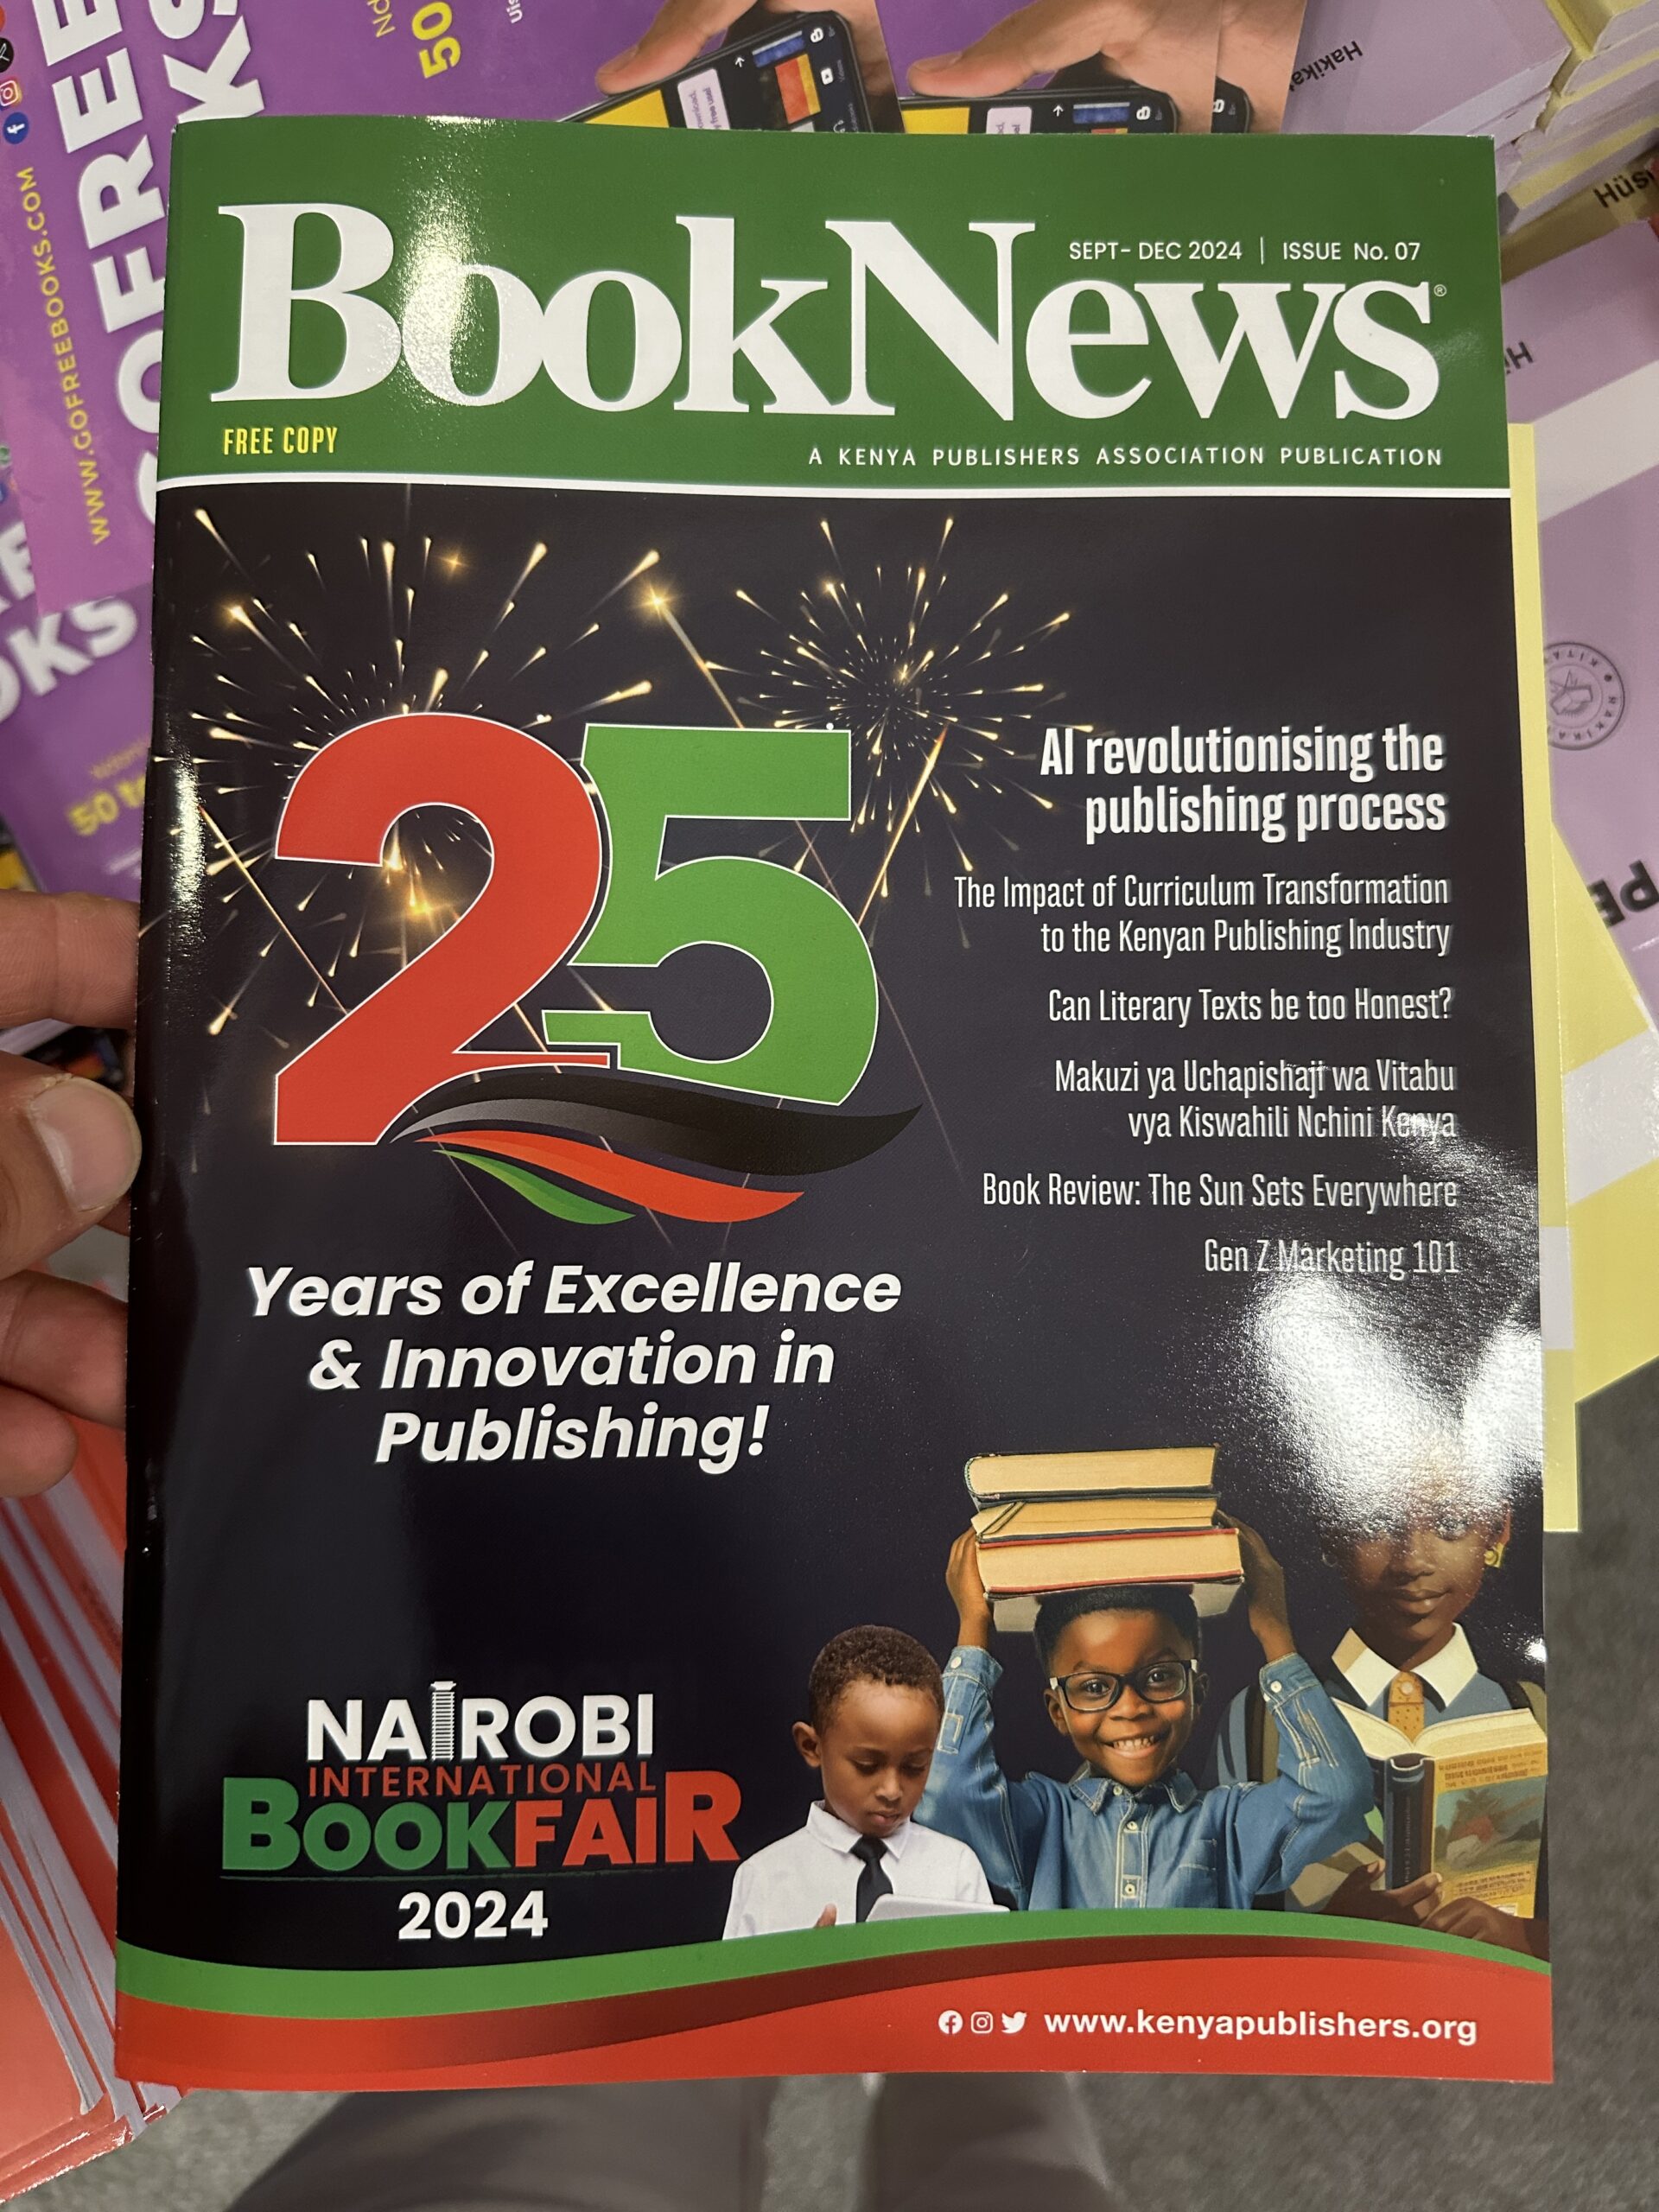 BookNews
SEPT- DEC 2024 | ISSUE No. 07
FREE COPY
A KENYA PUBLISHERS ASSOCIATION PUBLICATION
25
Years of Excellence
& Innovation in
Publishing!
AI revolutionising the
publishing process
The Impact of Curriculum Transformation
to the Kenyan Publishing Industry
Can Literary Texts be too Honest?
Makuzi ya Uchapishaji wa Vitabu
vya Kiswahili Nchini Kenya
Book Review: The Sun Sets Everywhere
Gen Z Marketing 101
NAIROBI
INTERNATIONAL
BOOKFAIR
2024
www.kenyapublishers.org
WWW.GOFREEBOOKS.COM
GOFREE
50